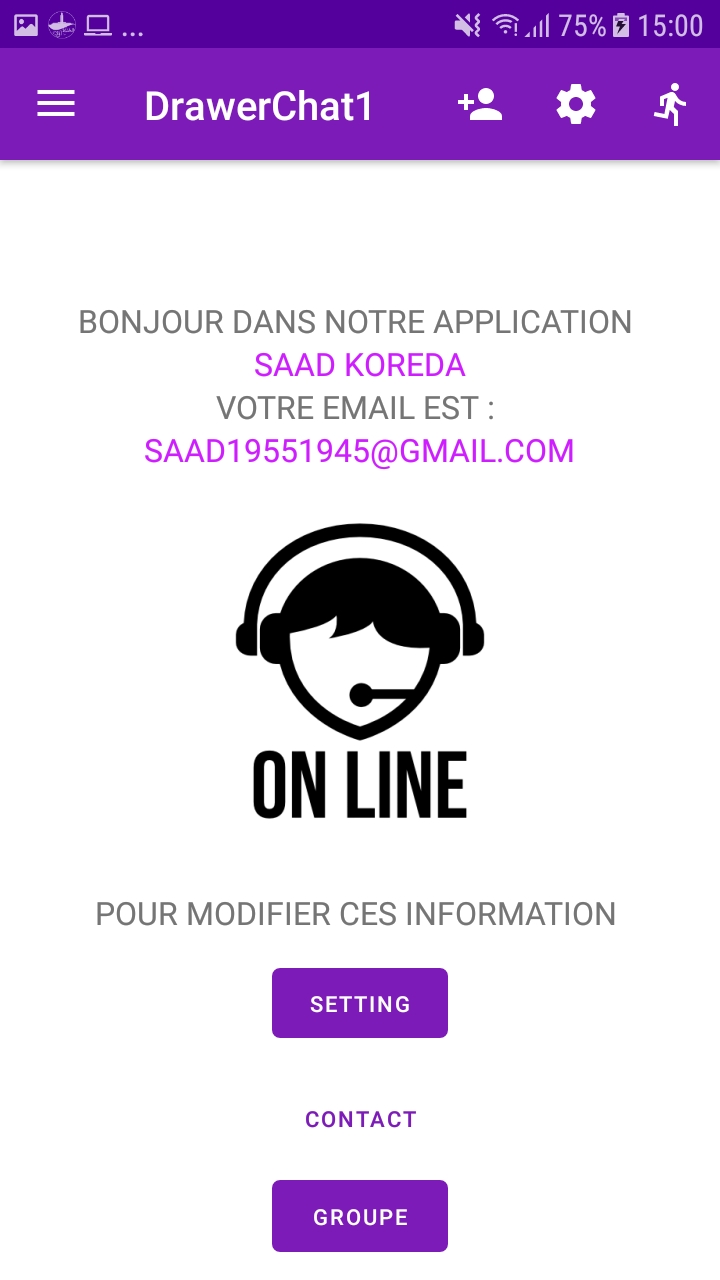 ... 75% 15:00
DrawerChat1
BONJOUR DANS NOTRE APPLICATION
SAAD KOREDA
VOTRE EMAIL EST :
SAAD19551945@GMAIL.COM
ON LINE
POUR MODIFIER CES INFORMATION
SETTING
CONTACT
GROUPE